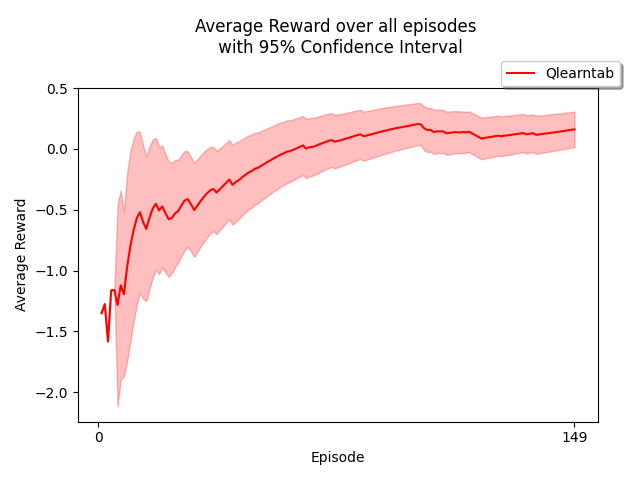 Average Reward over all episodes
with 95% Confidence Interval
Qlearntab
0.5
0.0
−0.5
−1.0
−1.5
−2.0
Average Reward
0
149
Episode